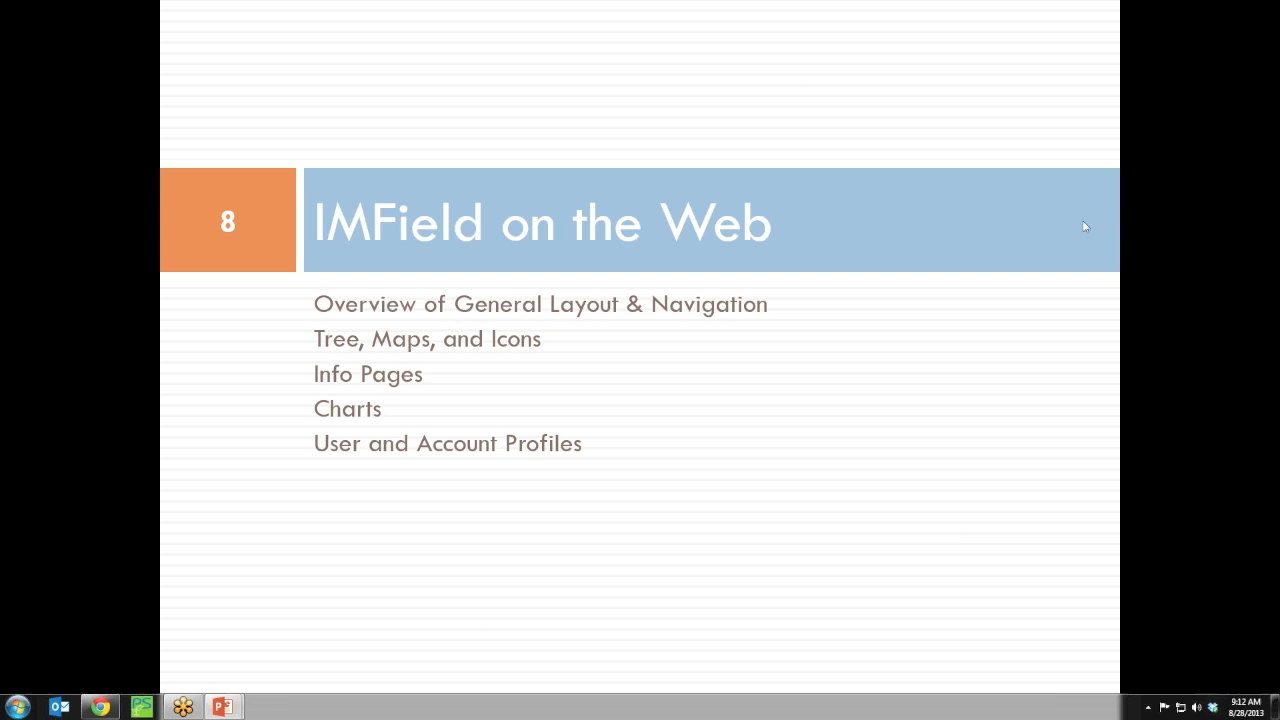 8
IMField on the Web
Overview of General Layout & Navigation
Tree, Maps, and Icons
Info Pages
Charts
User and Account Profiles
9:12 AM
8/28/2013